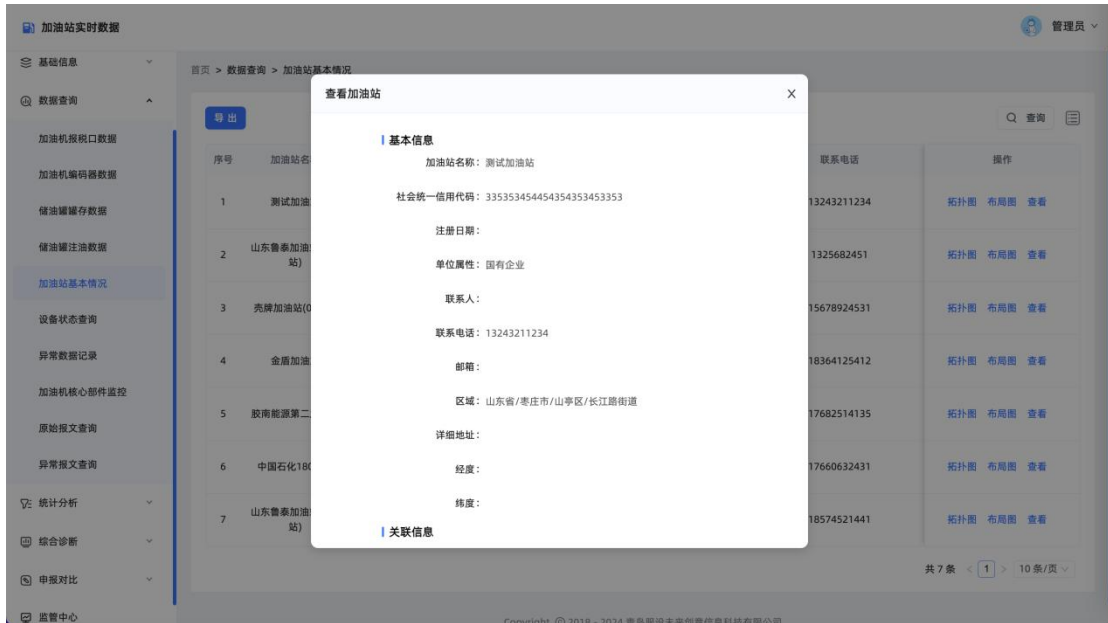 加油站实时数据
管理员
基础信息
数据查询
加油机报税口数据
加油机编码器数据
储油罐罐存数据
储油罐注油数据
加油站基本情况
设备状态查询
异常数据记录
加油机核心部件监控
原始报文查询
异常报文查询
统计分析
综合诊断
申报对比
监管中心
首页 > 数据查询 > 加油站基本情况
导出
查询
序号 加油站名 联系电话 操作
1 测试加油 13243211234 拓扑图 布局图 查看
2 山东鲁泰加油 1325682451 拓扑图 布局图 查看
站)
3 壳牌加油站(0 15678924531 拓扑图 布局图 查看
4 金盾加油 18364125412 拓扑图 布局图 查看
5 胶南能源第二 17682514135 拓扑图 布局图 查看
6 中国石化180 17660632431 拓扑图 布局图 查看
7 山东鲁泰加油 18574521441 拓扑图 布局图 查看
站)
共 7 条 < 1 > 10 条/页
查看加油站 X
基本信息
加油站名称: 测试加油站
社会统一信用代码: 335353454454354353453353
注册日期:
单位属性: 国有企业
联系人:
联系电话: 13243211234
邮箱:
区域: 山东省/枣庄市/山亭区/长江路街道
详细地址:
经度:
纬度:
关联信息